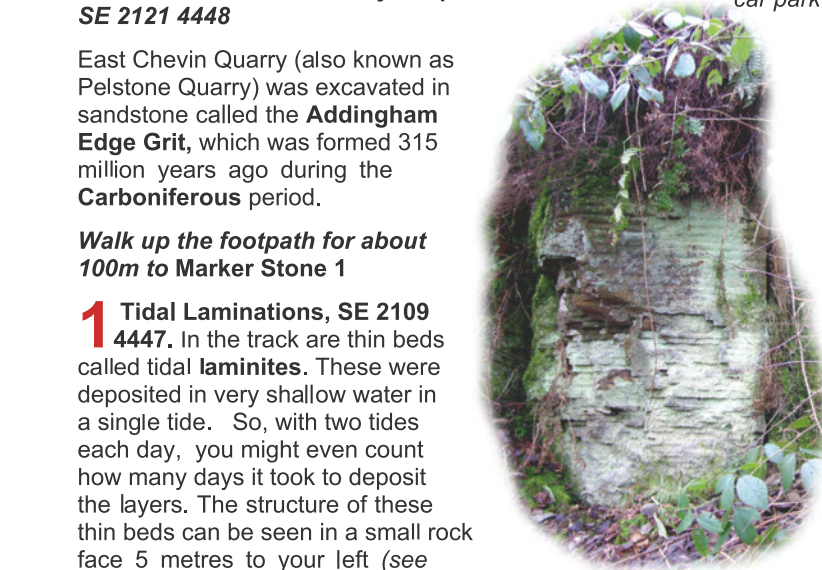 car park
SE 2121 4448
East Chevin Quarry (also known as
Pelstone Quarry) was excavated in
sandstone called the Addingham
Edge Grit, which was formed 315
million years ago during the
Carboniferous period.
Walk up the footpath for about
100m to Marker Stone 1
1 Tidal Laminations, SE 2109
4447. In the track are thin beds
called tidal laminites. These were
deposited in very shallow water in
a single tide. So, with two tides
each day, you might even count
how many days it took to deposit
the layers. The structure of these
thin beds can be seen in a small rock
face 5 metres to your left (see